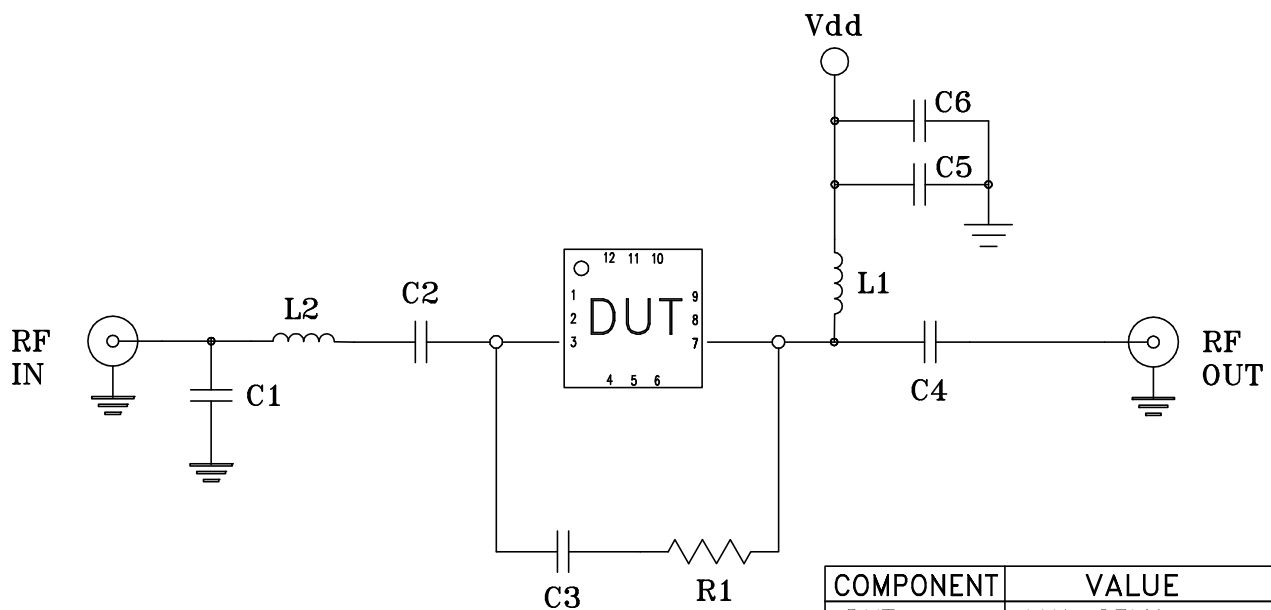 Vdd
C6
C5
12 11 10
L1
C2
L2
1
2
3
DUT
9
8
7
RF
IN
RF
OUT
4 5 6
C1
C4
C3
R1
COMPONENT VALUE